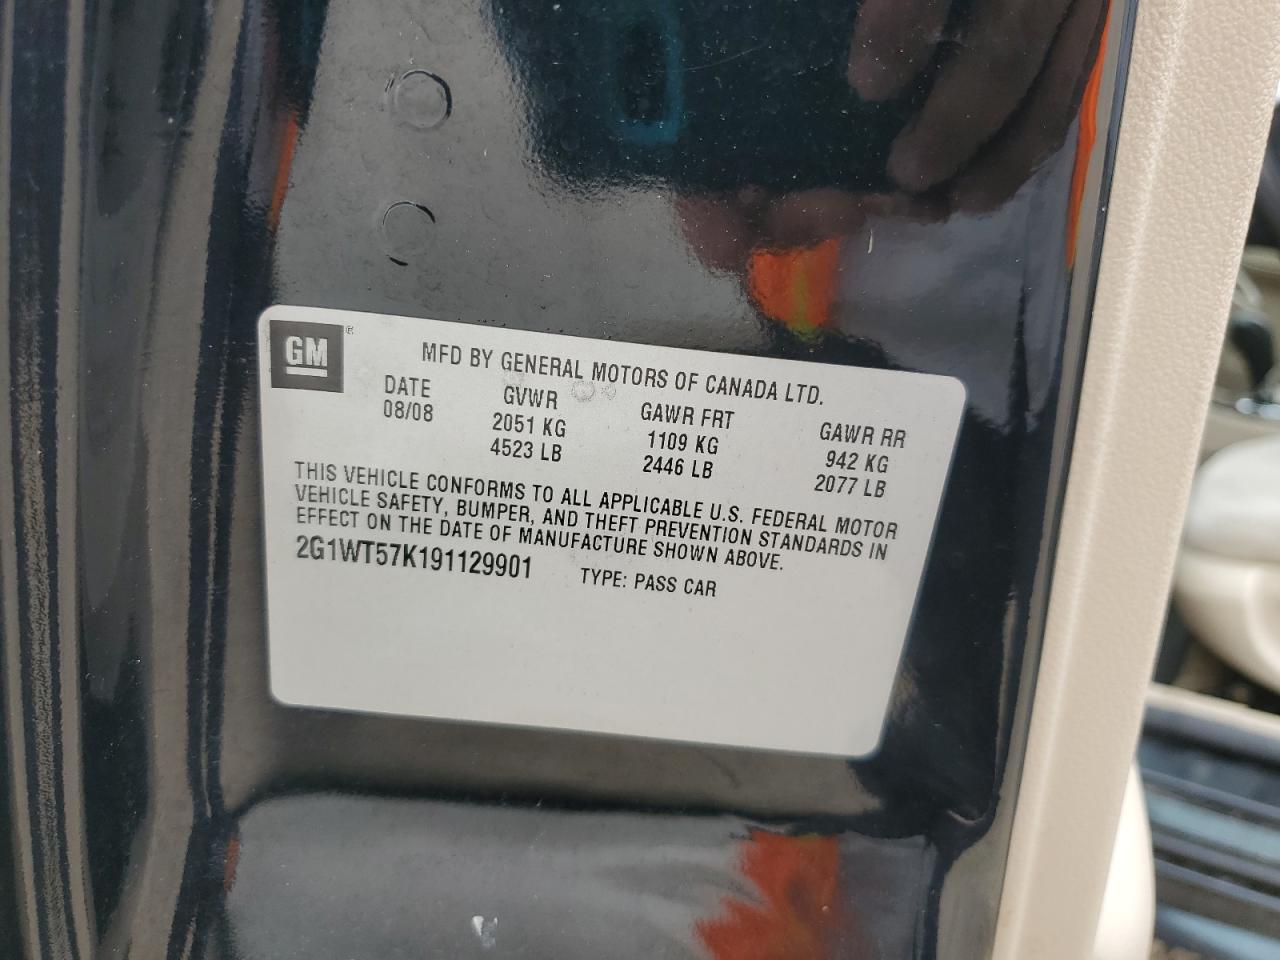 GM®
MFD BY GENERAL MOTORS OF CANADA LTD.
DATE GVWR GAWR FRT GAWR RR
08/08 2051 KG 1109 KG 942 KG
4523 LB 2446 LB 2077 LB
THIS VEHICLE CONFORMS TO ALL APPLICABLE U.S. FEDERAL MOTOR
VEHICLE SAFETY, BUMPER, AND THEFT PREVENTION STANDARDS IN
EFFECT ON THE DATE OF MANUFACTURE SHOWN ABOVE.
2G1WT57K191129901 TYPE: PASS CAR